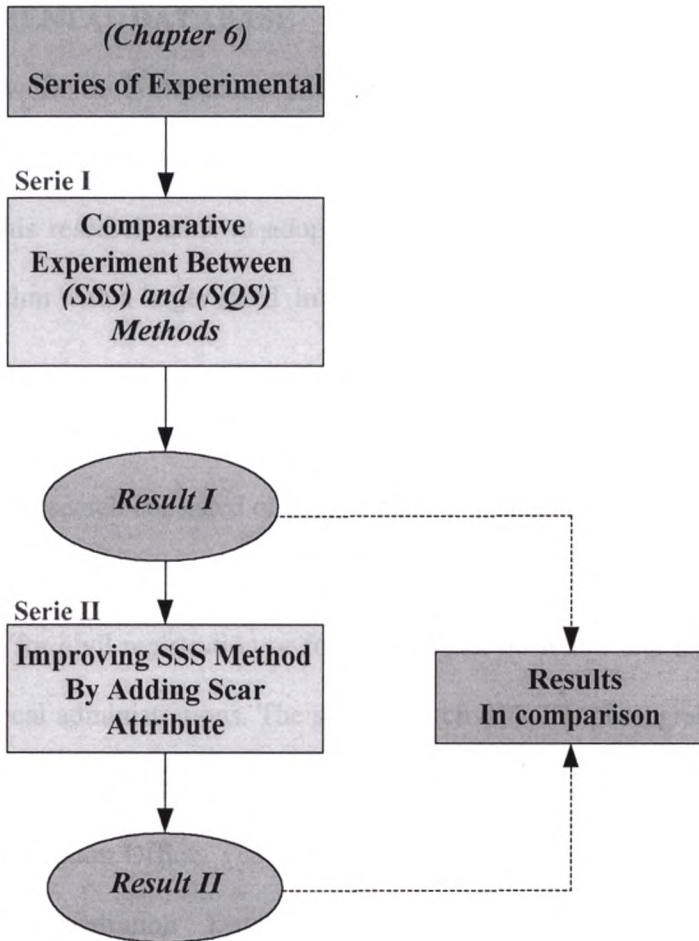 (Chapter 6)
Series of Experimental
Serie I
Comparative
Experiment Between
(SSS) and (SQS)
Methods
Result I
Serie II
Improving SSS Method
By Adding Scar
Attribute
Results
In comparison
Result II